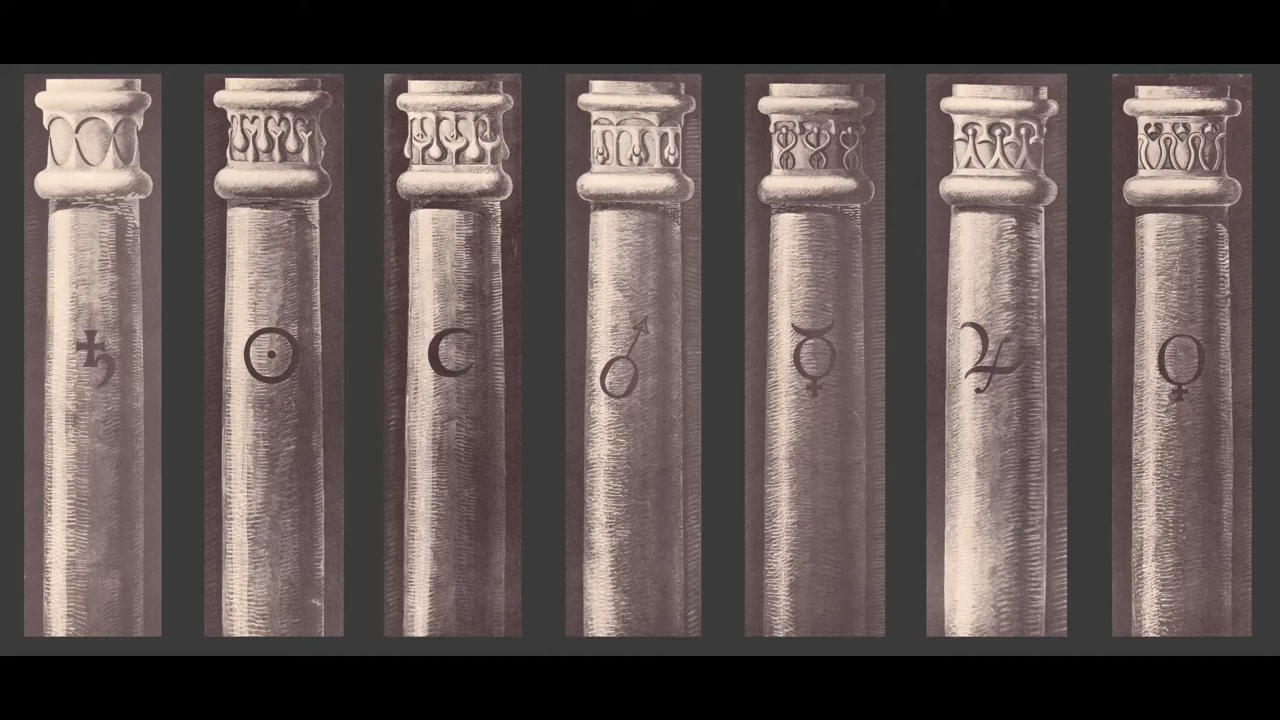 ♄ ☉ ☾ ♂ ☿ ♃ ♀